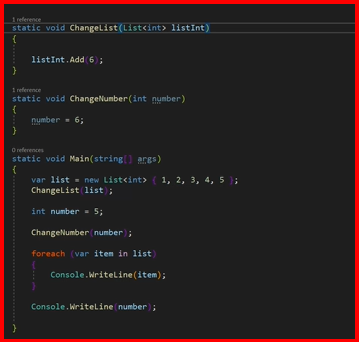 1 reference
static void ChangeList(List<int> listInt)
{
listInt.Add(6);
}
1 reference
static void ChangeNumber(int number)
{
number = 6;
}
0 references
static void Main(string[] args)
{
var list = new List<int> { 1, 2, 3, 4, 5 };
ChangeList(list);
int number = 5;
ChangeNumber(number);
foreach (var item in list)
{
Console.WriteLine(item);
}
Console.WriteLine(number);
}